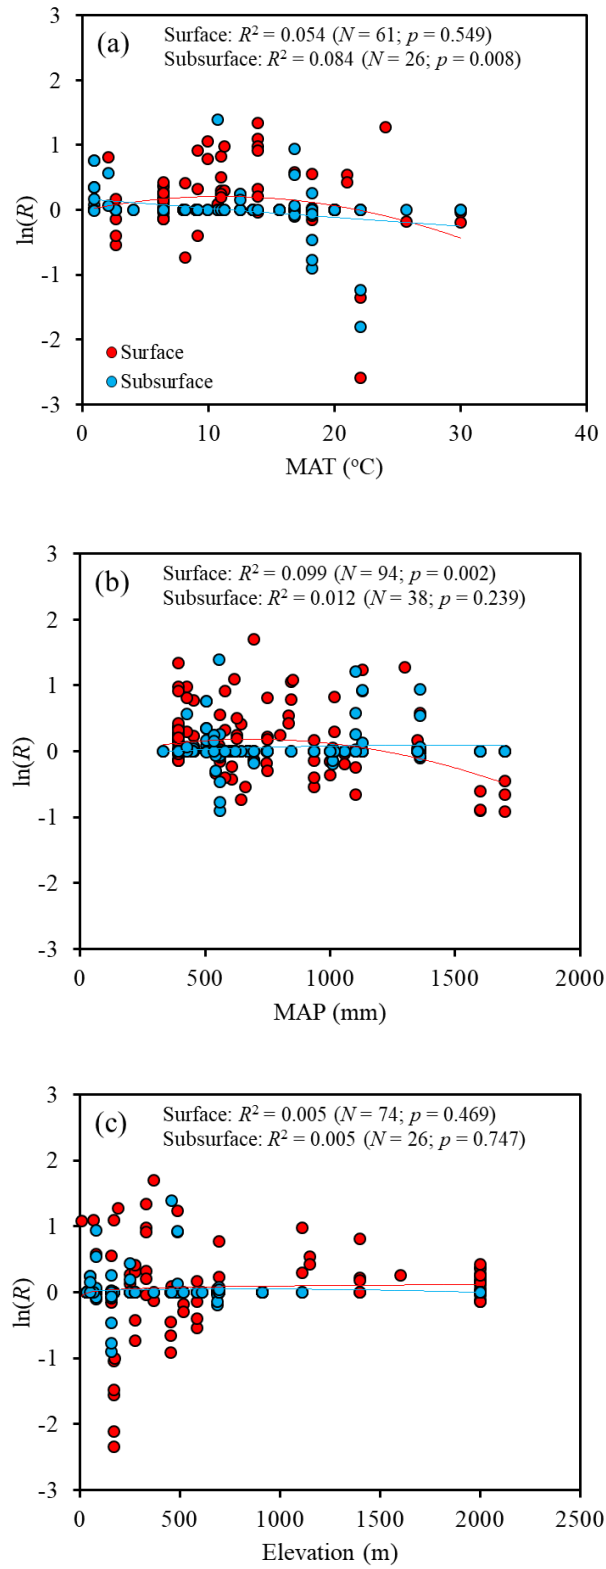 (a)
Surface: R² = 0.054 (N = 61; p = 0.549)
Subsurface: R² = 0.084 (N = 26; p = 0.008)
3
2
1
0
-1
-2
-3
ln(R)
Surface
Subsurface
0 10 20 30 40
MAT (°C)
(b)
Surface: R² = 0.099 (N = 94; p = 0.002)
Subsurface: R² = 0.012 (N = 38; p = 0.239)
3
2
1
0
-1
-2
-3
ln(R)
0 500 1000 1500 2000
MAP (mm)
(c)
Surface: R² = 0.005 (N = 74; p = 0.469)
Subsurface: R² = 0.005 (N = 26; p = 0.747)
3
2
1
0
-1
-2
-3
ln(R)
0 500 1000 1500 2000 2500
Elevation (m)